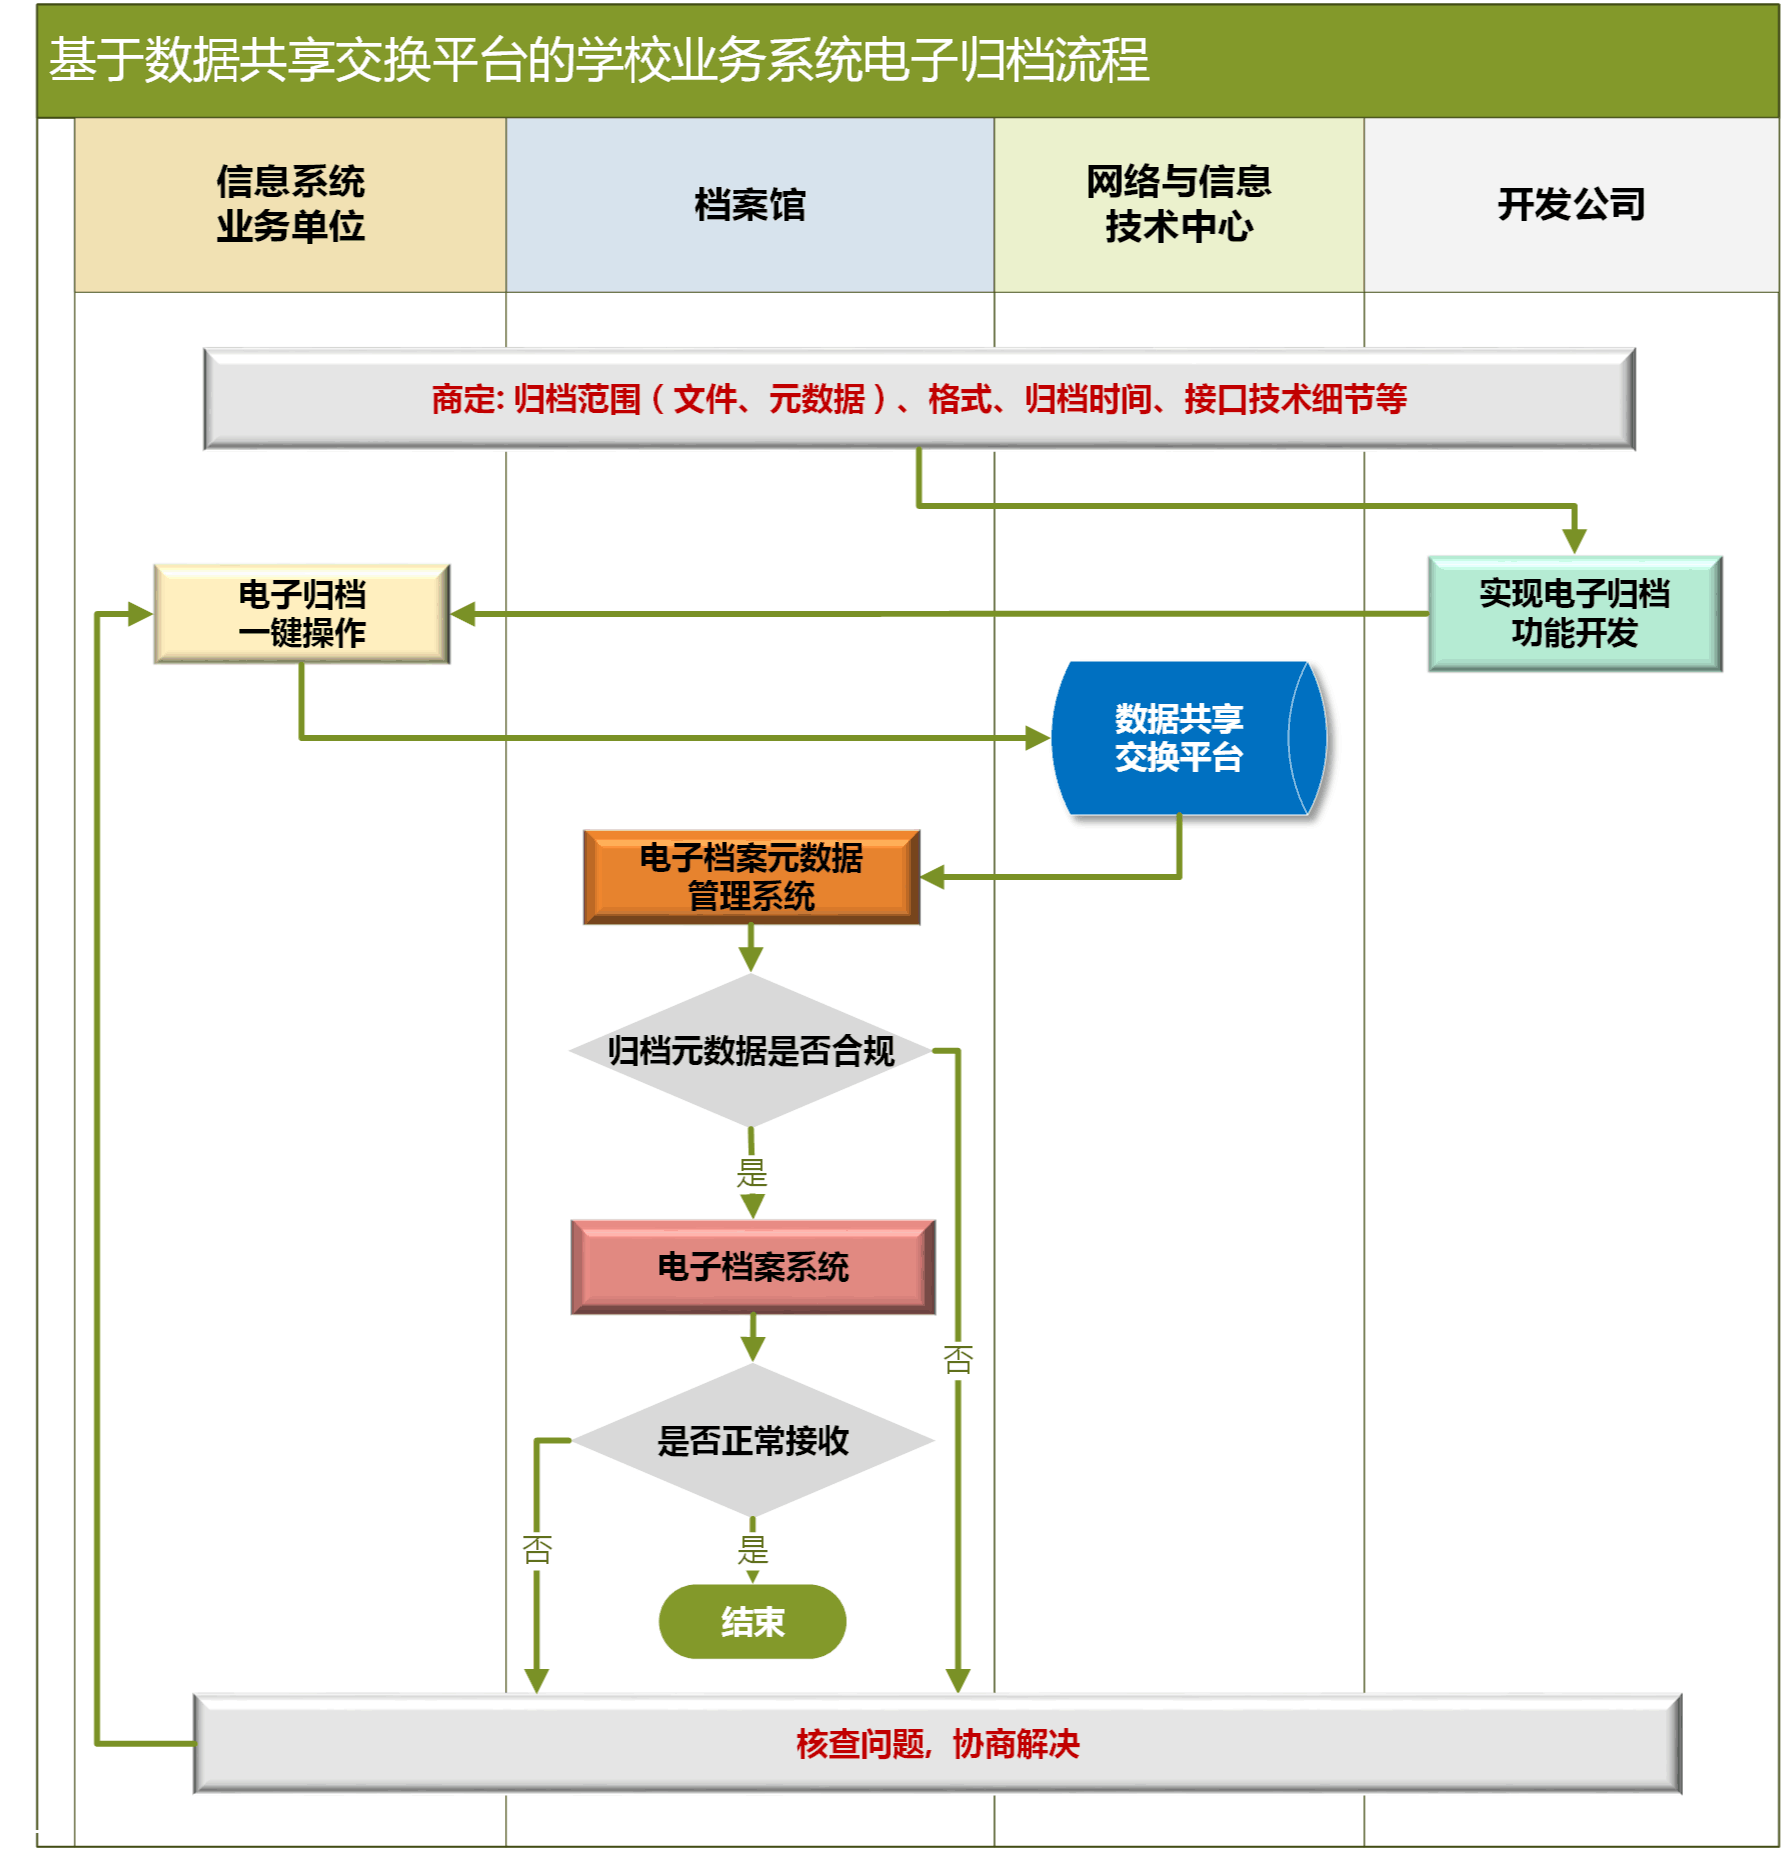 基于数据共享交换平台的学校业务系统电子归档流程
信息系统
业务单位
档案馆
网络与信息
技术中心
开发公司
商定: 归档范围（文件、元数据）、格式、归档时间、接口技术细节等
电子归档
一键操作
实现电子归档
功能开发
数据共享
交换平台
电子档案元数据
管理系统
归档元数据是否合规
是
电子档案系统
否
是否正常接收
否
是
结束
核查问题, 协商解决